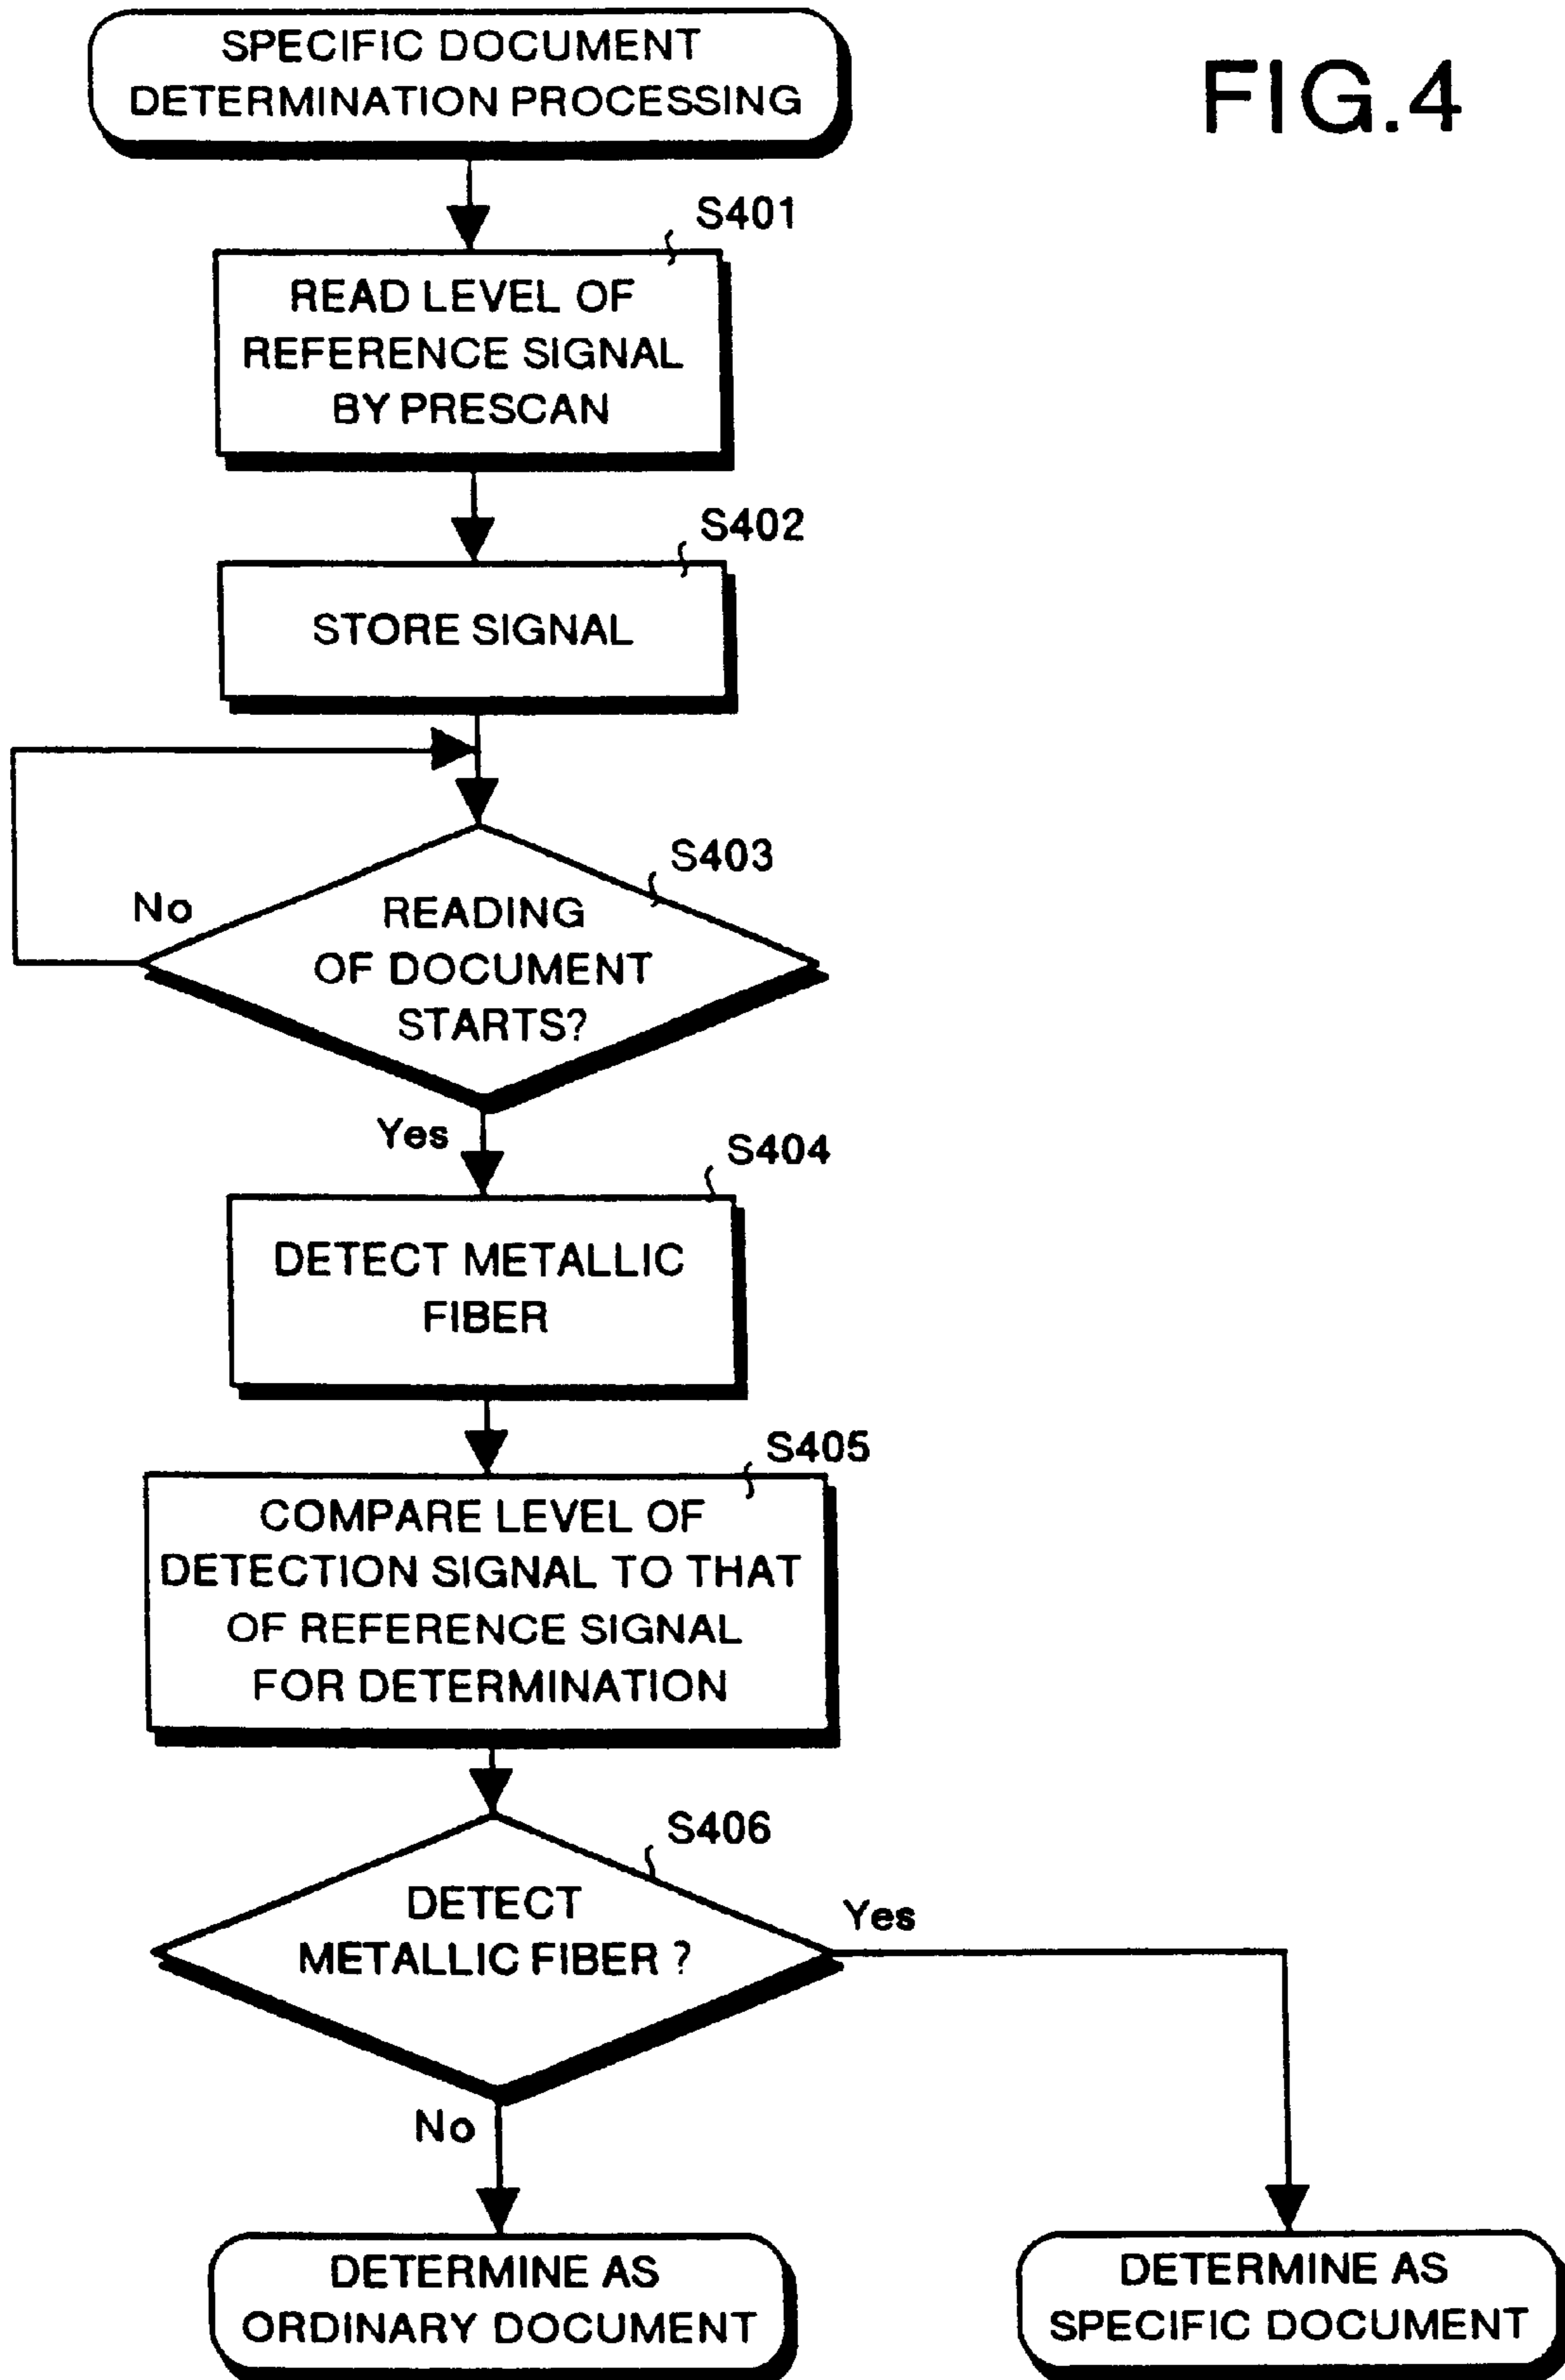 FIG.4
SPECIFIC DOCUMENT
DETERMINATION PROCESSING
S401
READ LEVEL OF
REFERENCE SIGNAL
BY PRESCAN
S402
STORE SIGNAL
S403
No
READING
OF DOCUMENT
STARTS?
Yes
S404
DETECT METALLIC
FIBER
S405
COMPARE LEVEL OF
DETECTION SIGNAL TO THAT
OF REFERENCE SIGNAL
FOR DETERMINATION
S406
DETECT
METALLIC FIBER ?
Yes
No
DETERMINE AS
ORDINARY DOCUMENT
DETERMINE AS
SPECIFIC DOCUMENT